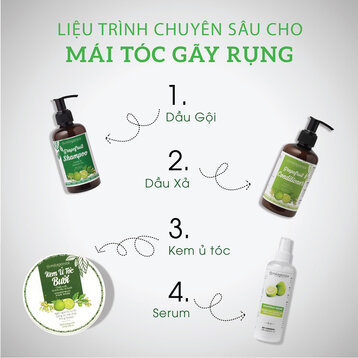 LIỆU TRÌNH CHUYÊN SÂU CHO
MÁI TÓC GÃY RỤNG
1.
Dầu Gội
Grapefruit
Shampoo
2.
Dầu Xả
Grapefruit
Conditioner
3.
Kem ủ tóc
Kem Ủ Tóc
Bưởi
4.
Serum